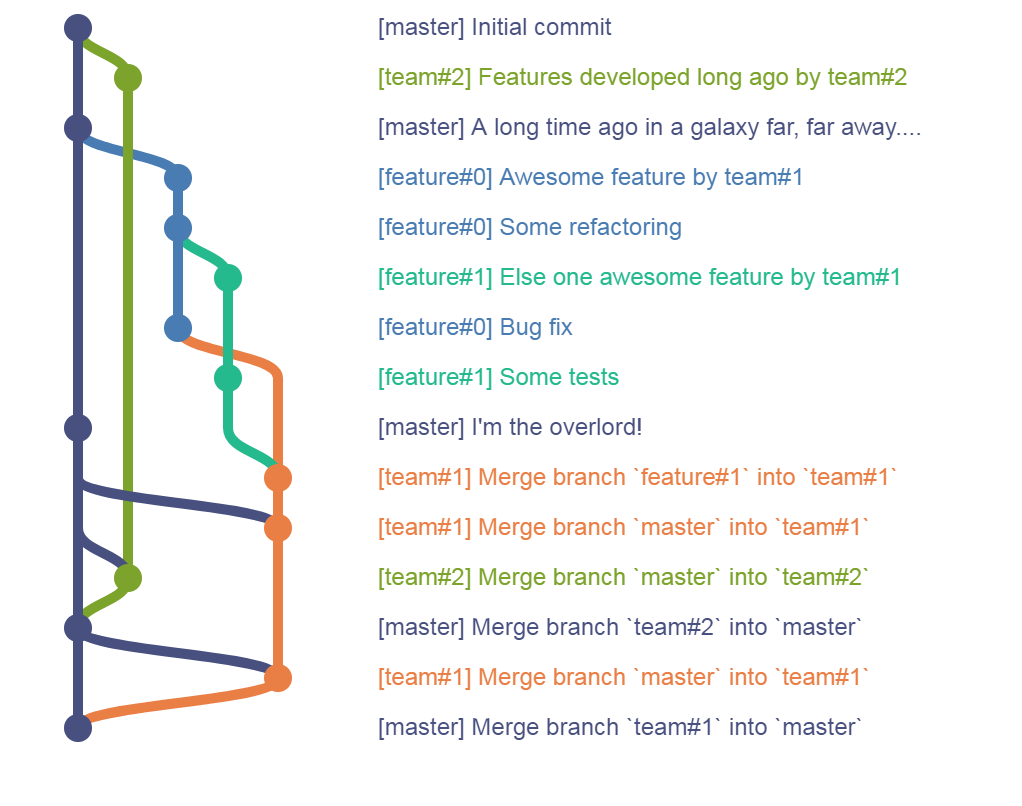 [master] Initial commit
[team#2] Features developed long ago by team#2
[master] A long time ago in a galaxy far, far away....
[feature#0] Awesome feature by team#1
[feature#0] Some refactoring
[feature#1] Else one awesome feature by team#1
[feature#0] Bug fix
[feature#1] Some tests
[master] I'm the overlord!
[team#1] Merge branch `feature#1` into `team#1`
[team#1] Merge branch `master` into `team#1`
[team#2] Merge branch `master` into `team#2`
[master] Merge branch `team#2` into `master`
[team#1] Merge branch `master` into `team#1`
[master] Merge branch `team#1` into `master`